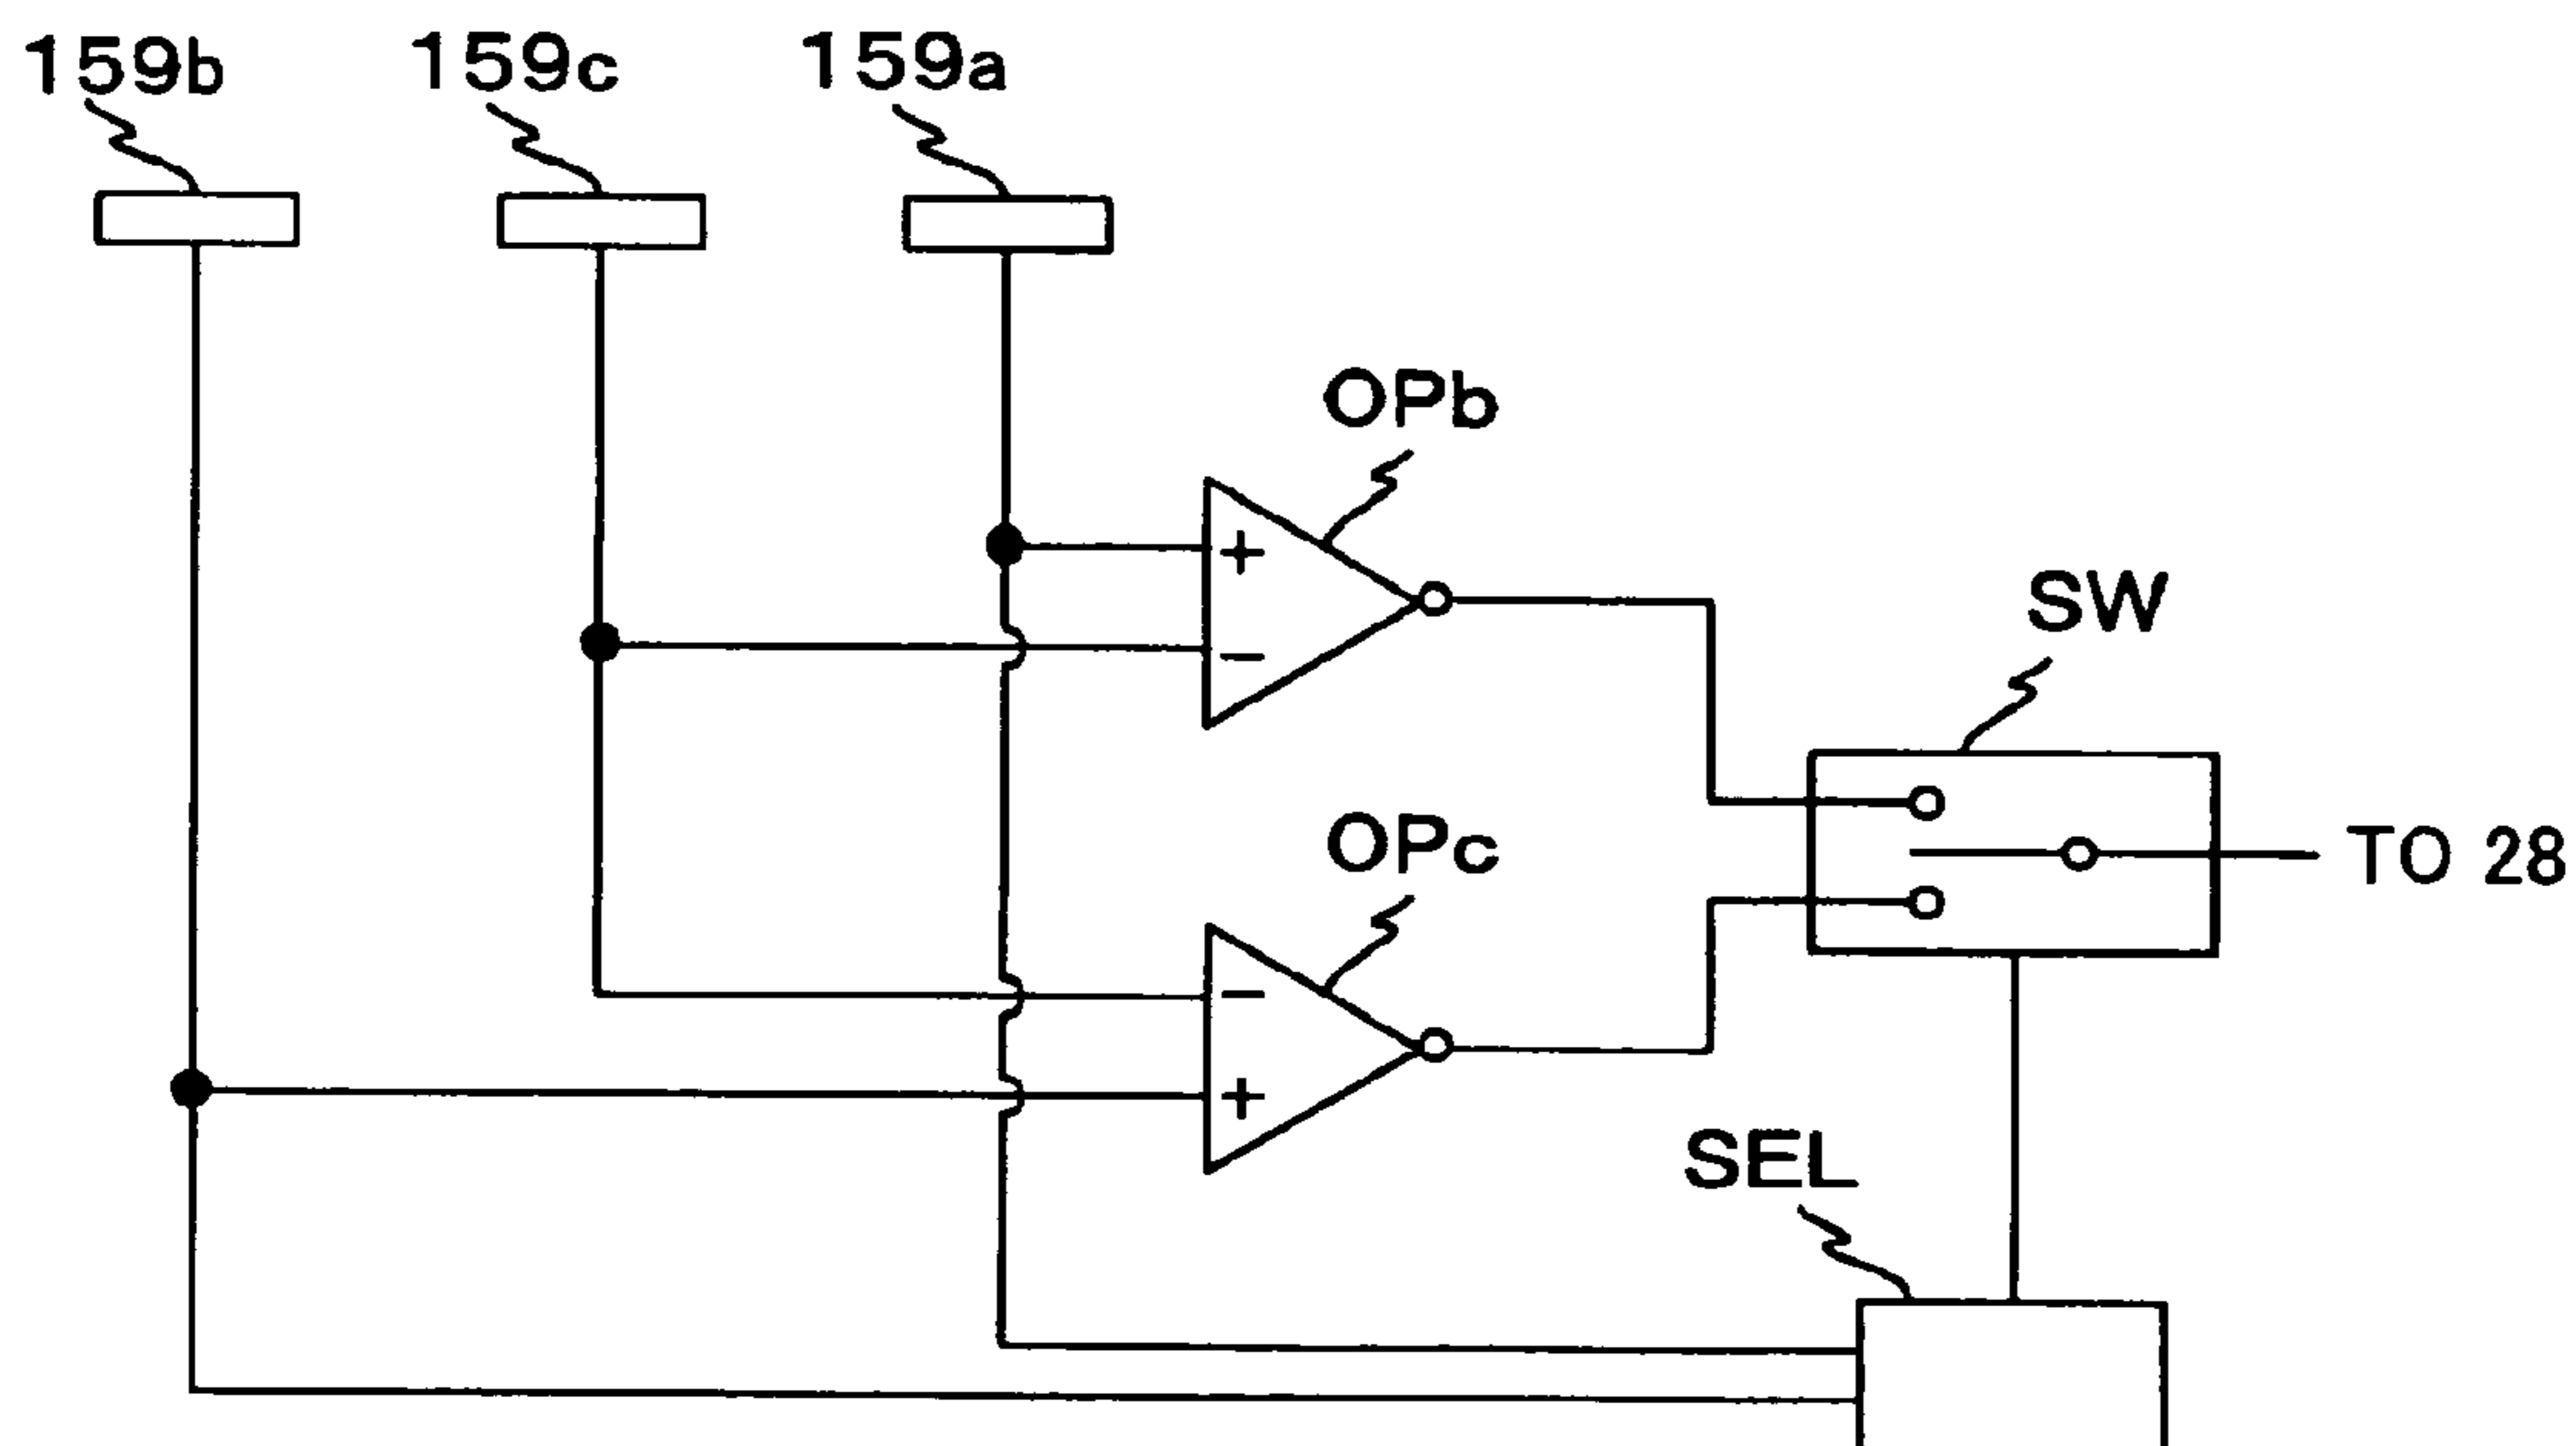 159b 159c 159a
OPb
+
−
SW
TO 28
OPc
−
+
SEL